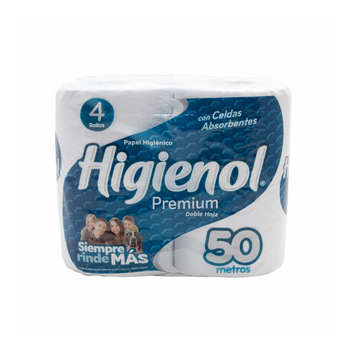 4
Rollos
con Celdas
Absorbentes
Papel Higiénico
Higienol®
Premium
Doble Hoja
Siempre
rinde MÁS
50
metros